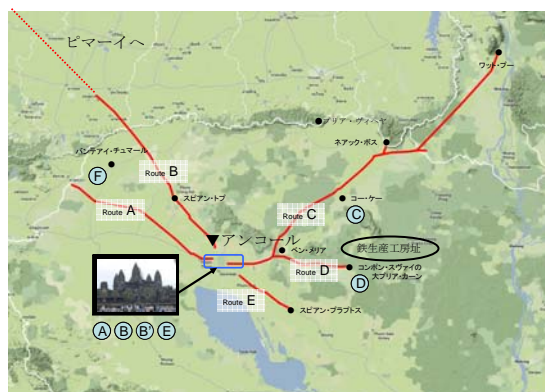 ピマーイへ
ワット・プー
プリア・ヴィヘヤ
ネアック・ボス
バンテアイ・チュマール
F
Route B
スピアン・トプ
Route A
コー・ケー
C
Route C
アンコール
鉄生産工房址
ベン・メリア
Route D
コンポン・スヴァイの
大プリア・カーン
D
Route E
スピアン・プラプトス
A B B' E